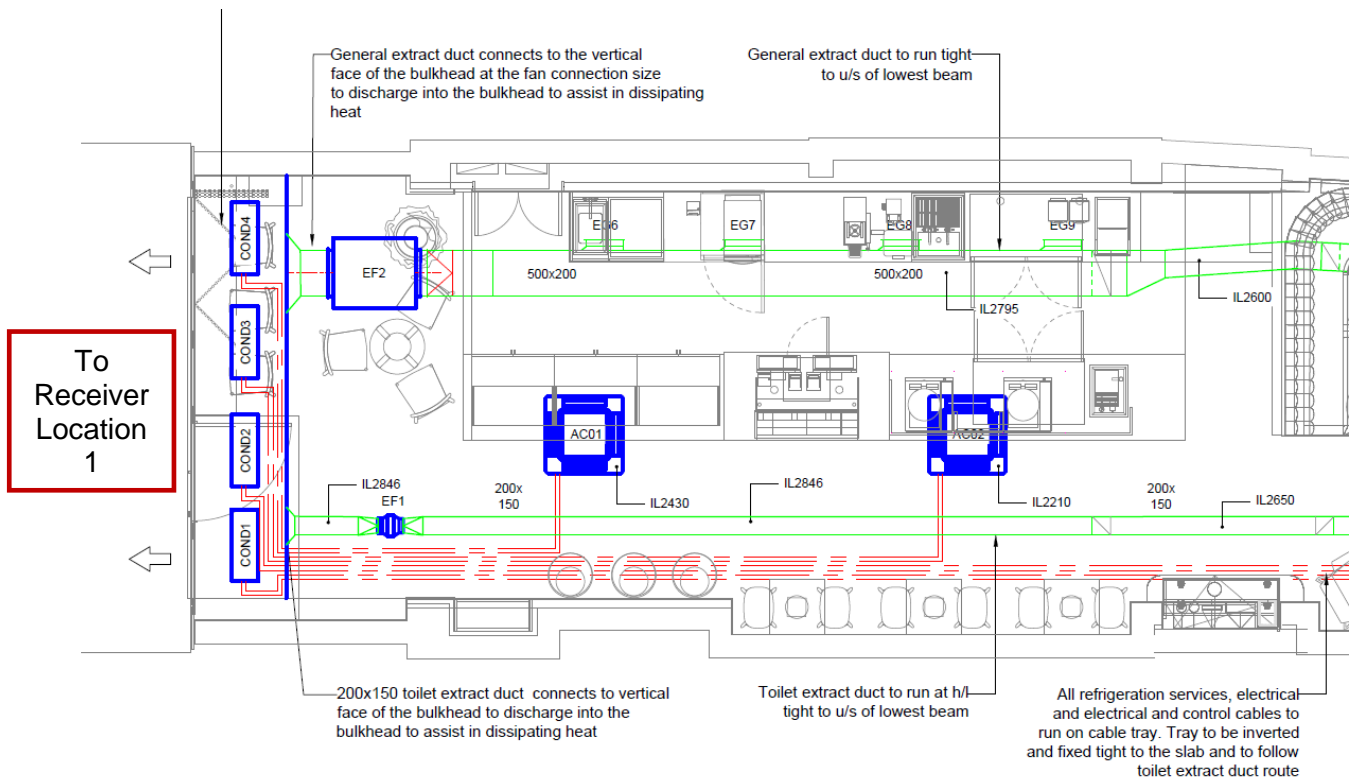 General extract duct connects to the vertical
face of the bulkhead at the fan connection size
to discharge into the bulkhead to assist in dissipating
heat
General extract duct to run tight
to u/s of lowest beam
COND4
COND3
COND2
COND1
EF2
EG6
EG7
EG8
EG9
500x200
500x200
IL2795
IL2600
To
Receiver
Location
1
AC01
AC02
IL2846
EF1
200x
150
IL2430
IL2846
IL2210
200x
150
IL2650
200x150 toilet extract duct connects to vertical
face of the bulkhead to discharge into the
bulkhead to assist in dissipating heat
Toilet extract duct to run at h/l
tight to u/s of lowest beam
All refrigeration services, electrical
and electrical and control cables to
run on cable tray. Tray to be inverted
and fixed tight to the slab and to follow
toilet extract duct route